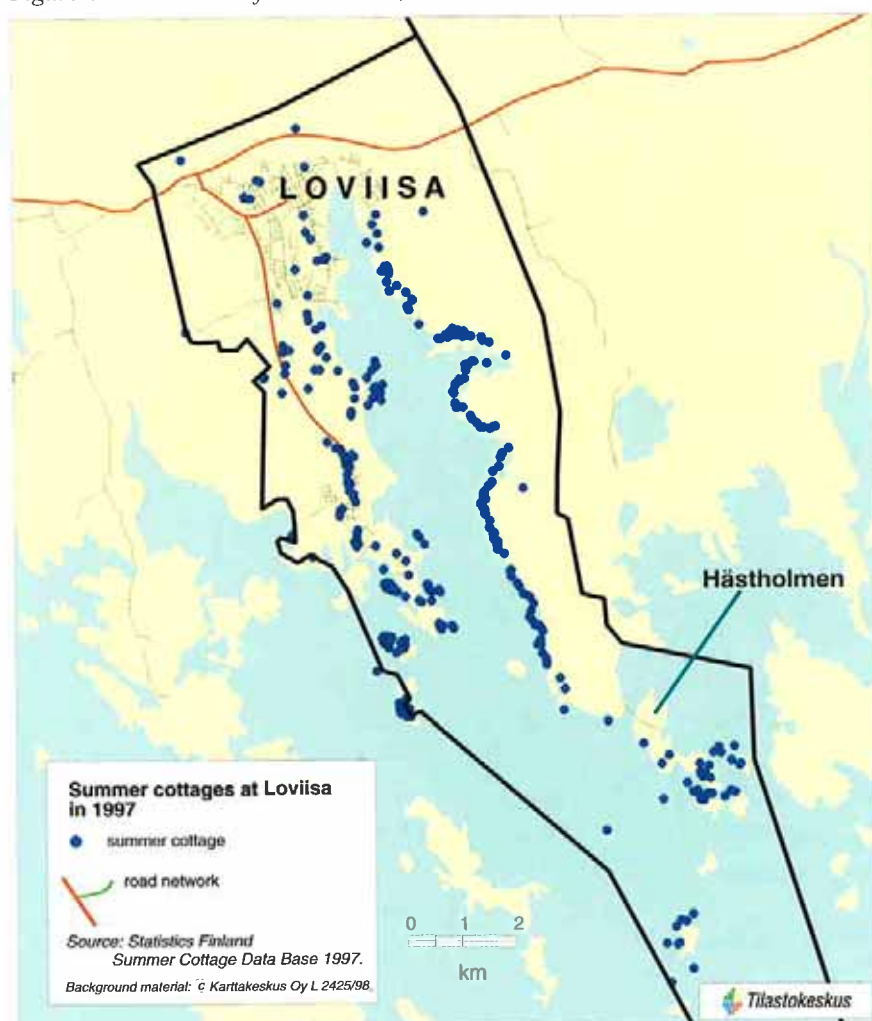 LOVIISA
Hästholmen
Summer cottages at Loviisa
in 1997
summer cottage
road network
Source: Statistics Finland
Summer Cottage Data Base 1997.
Background material: © Karttakeskus Oy L 2425/98
0 1 2
km
Tilastokeskus